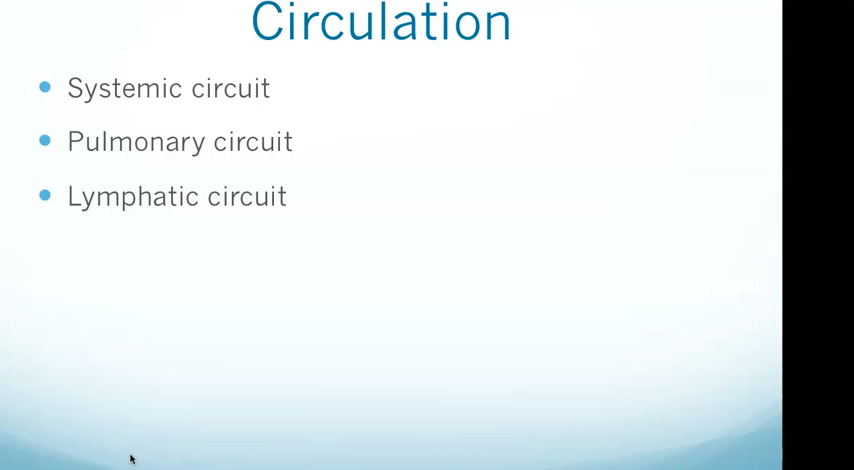 Circulation
Systemic circuit
Pulmonary circuit
Lymphatic circuit